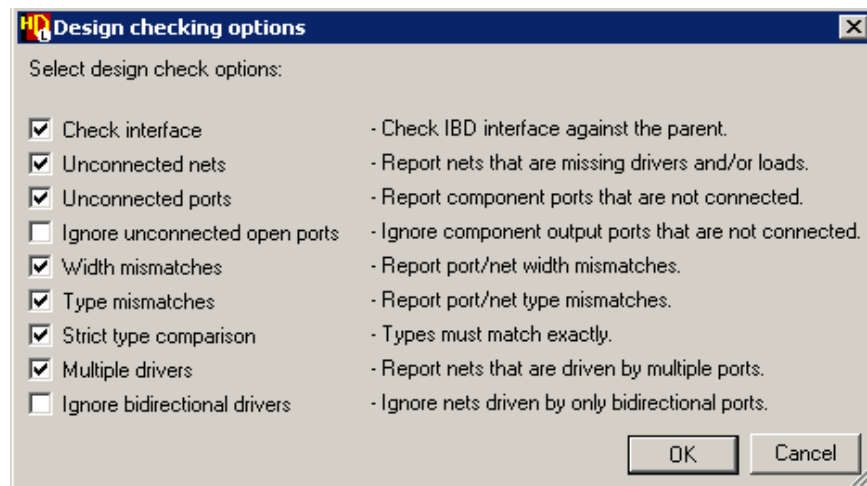 HD L Design checking options
Select design check options:
Check interface - Check IBD interface against the parent.
Unconnected nets - Report nets that are missing drivers and/or loads.
Unconnected ports - Report component ports that are not connected.
Ignore unconnected open ports - Ignore component output ports that are not connected.
Width mismatches - Report port/net width mismatches.
Type mismatches - Report port/net type mismatches.
Strict type comparison - Types must match exactly.
Multiple drivers - Report nets that are driven by multiple ports.
Ignore bidirectional drivers - Ignore nets driven by only bidirectional ports.
OK Cancel